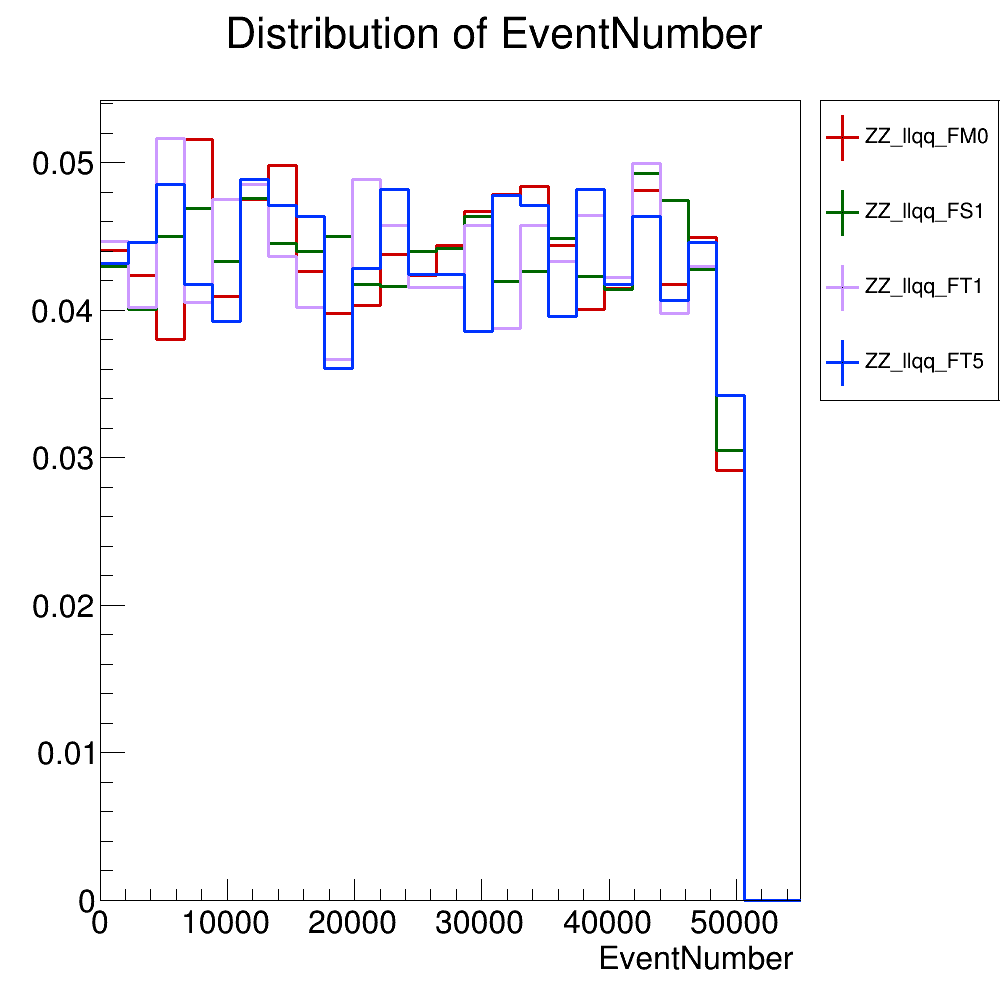 Distribution of EventNumber
ZZ_llqq_FM0
ZZ_llqq_FS1
ZZ_llqq_FT1
ZZ_llqq_FT5
0.05
0.04
0.03
0.02
0.01
0
0 10000 20000 30000 40000 50000
EventNumber